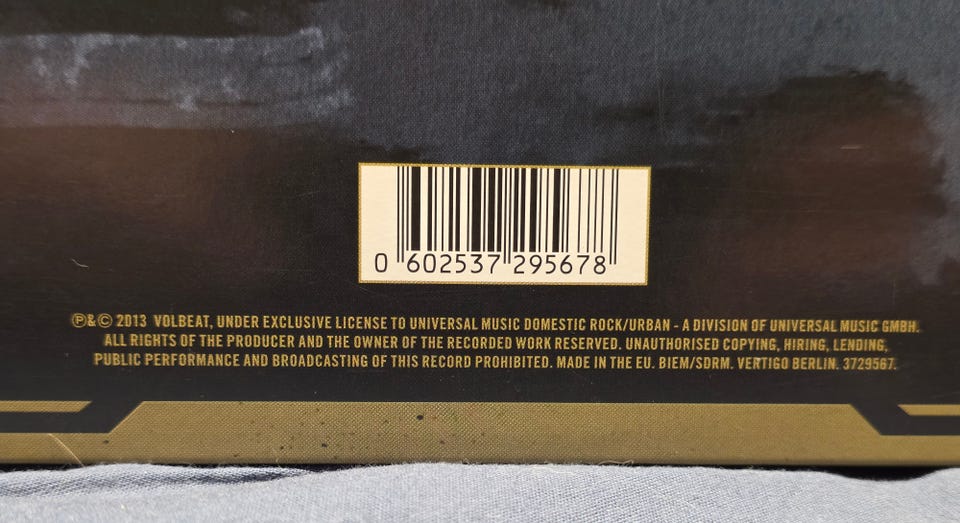 0 602537 295678
℗&© 2013 VOLBEAT, UNDER EXCLUSIVE LICENSE TO UNIVERSAL MUSIC DOMESTIC ROCK/URBAN - A DIVISION OF UNIVERSAL MUSIC GMBH.
ALL RIGHTS OF THE PRODUCER AND THE OWNER OF THE RECORDED WORK RESERVED. UNAUTHORISED COPYING, HIRING, LENDING,
PUBLIC PERFORMANCE AND BROADCASTING OF THIS RECORD PROHIBITED. MADE IN THE EU. BIEM/SDRM. VERTIGO BERLIN. 3729567.